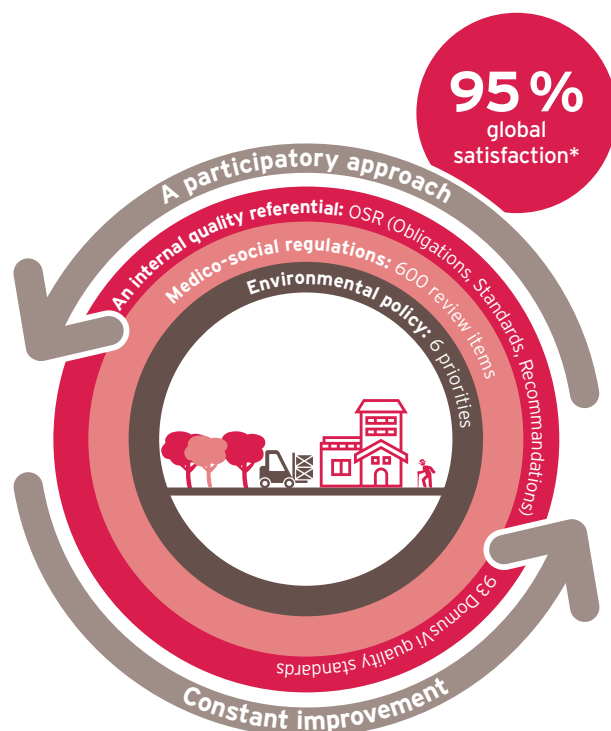 95 %
global
satisfaction*
A participatory approach
An internal quality referential: OSR (Obligations, Standards, Recommandations)
93 DomusVi quality standards
Medico-social regulations: 600 review items
Environmental policy: 6 priorities
Constant improvement